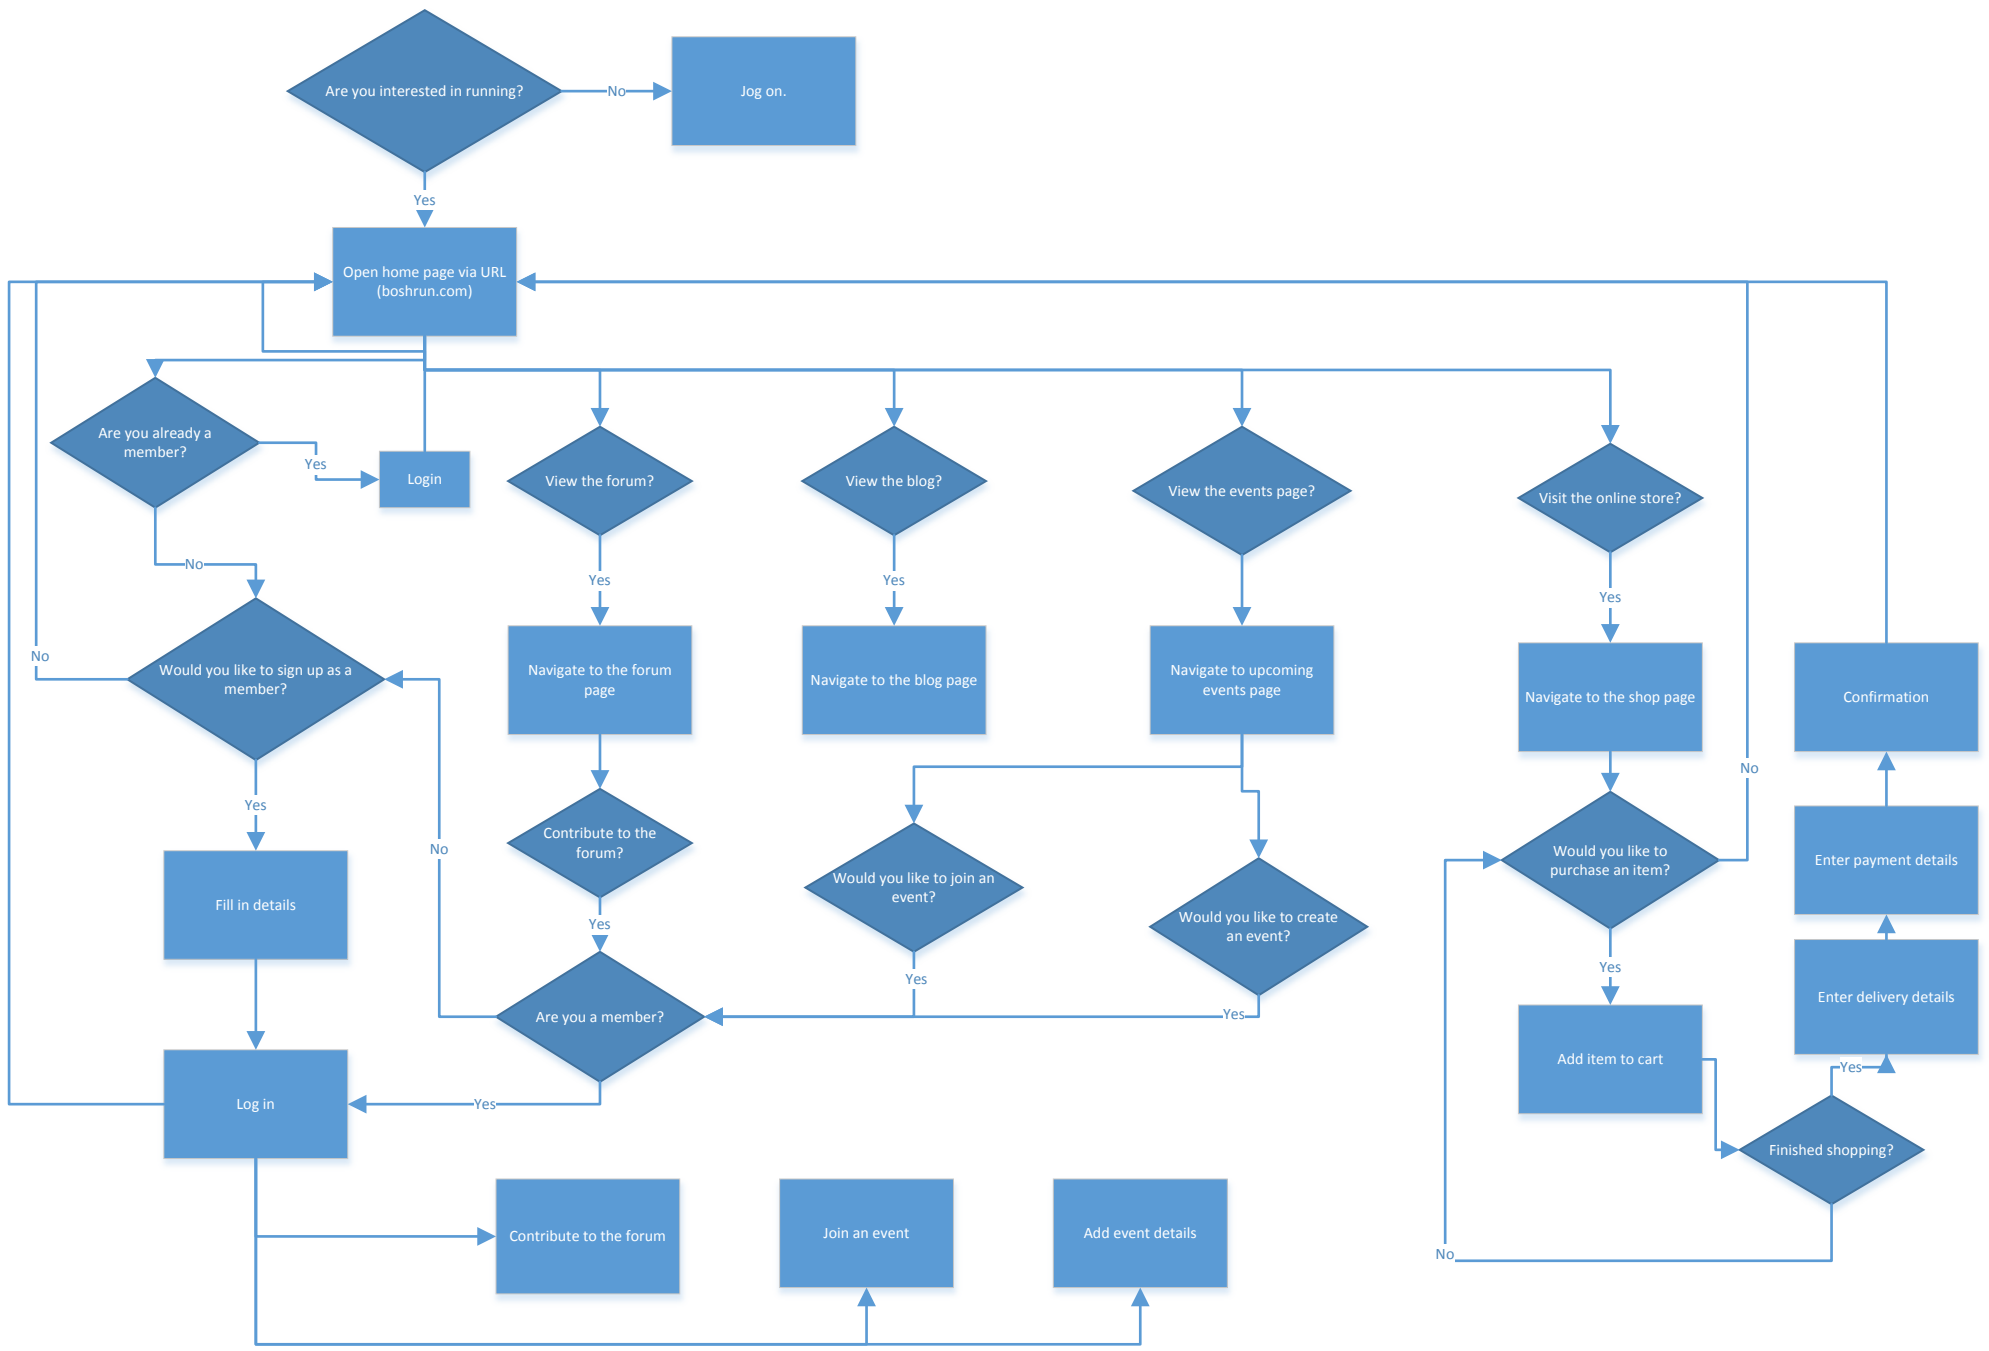 Are you interested in running?
No
Jog on.
Yes
Open home page via URL
(boshrun.com)
Are you already a
member?
Yes
Login
View the forum?
View the blog?
View the events page?
Visit the online store?
No
Yes
Yes
Yes
No
Would you like to sign up as a
member?
Navigate to the forum
page
Navigate to the blog page
Navigate to upcoming
events page
Navigate to the shop page
Confirmation
No
Yes
No
Contribute to the
forum?
Would you like to join an
event?
Would you like to create
an event?
Would you like to
purchase an item?
Enter payment details
Fill in details
Yes
Yes
Yes
Enter delivery details
Are you a member?
Yes
Add item to cart
Yes
Log in
Yes
Finished shopping?
Contribute to the forum
Join an event
Add event details
No